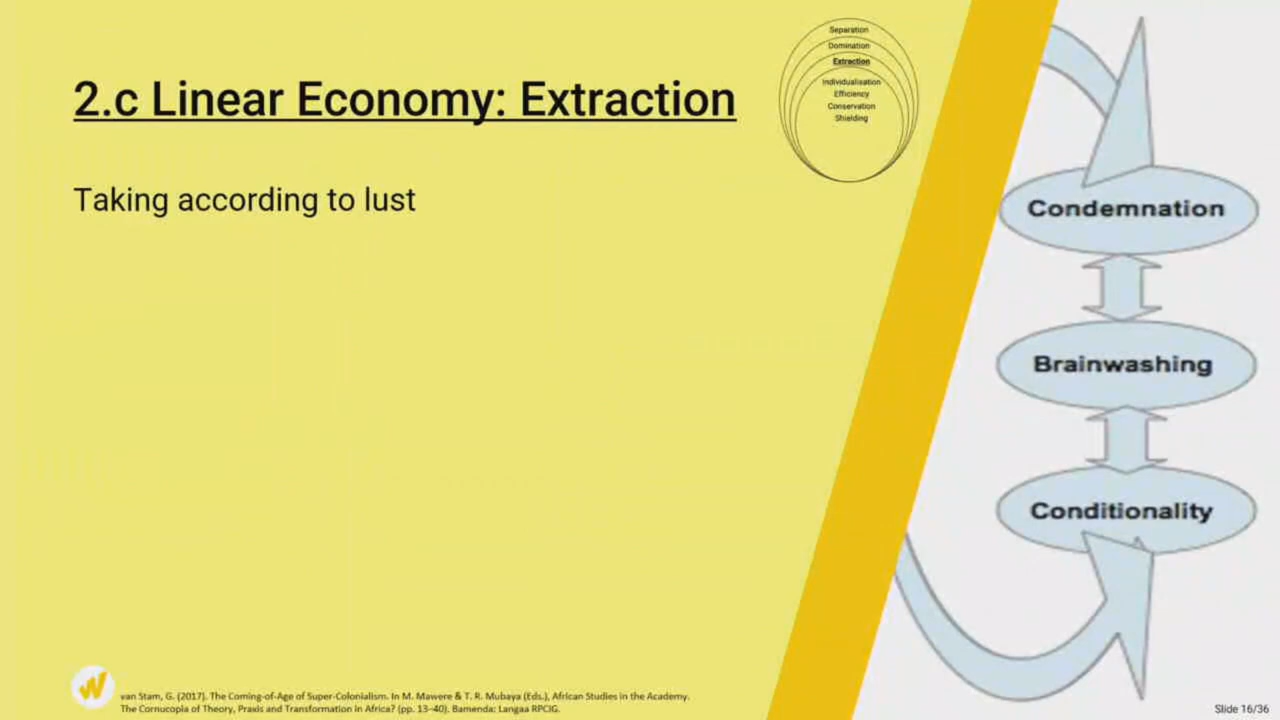 2.c Linear Economy: Extraction
Taking according to lust
Separation
Domination
Extraction
Individualisation
Efficiency
Conservation
Shielding
Condemnation
Brainwashing
Conditionality
W
van Stam, G. (2017). The Coming-of-Age of Super-Colonialism. In M. Mawere & T. R. Mubaya (Eds.), African Studies in the Academy.
The Cornucopia of Theory, Praxis and Transformation in Africa? (pp. 13–40). Bamenda: Langaa RPCIG.
Slide 16/36